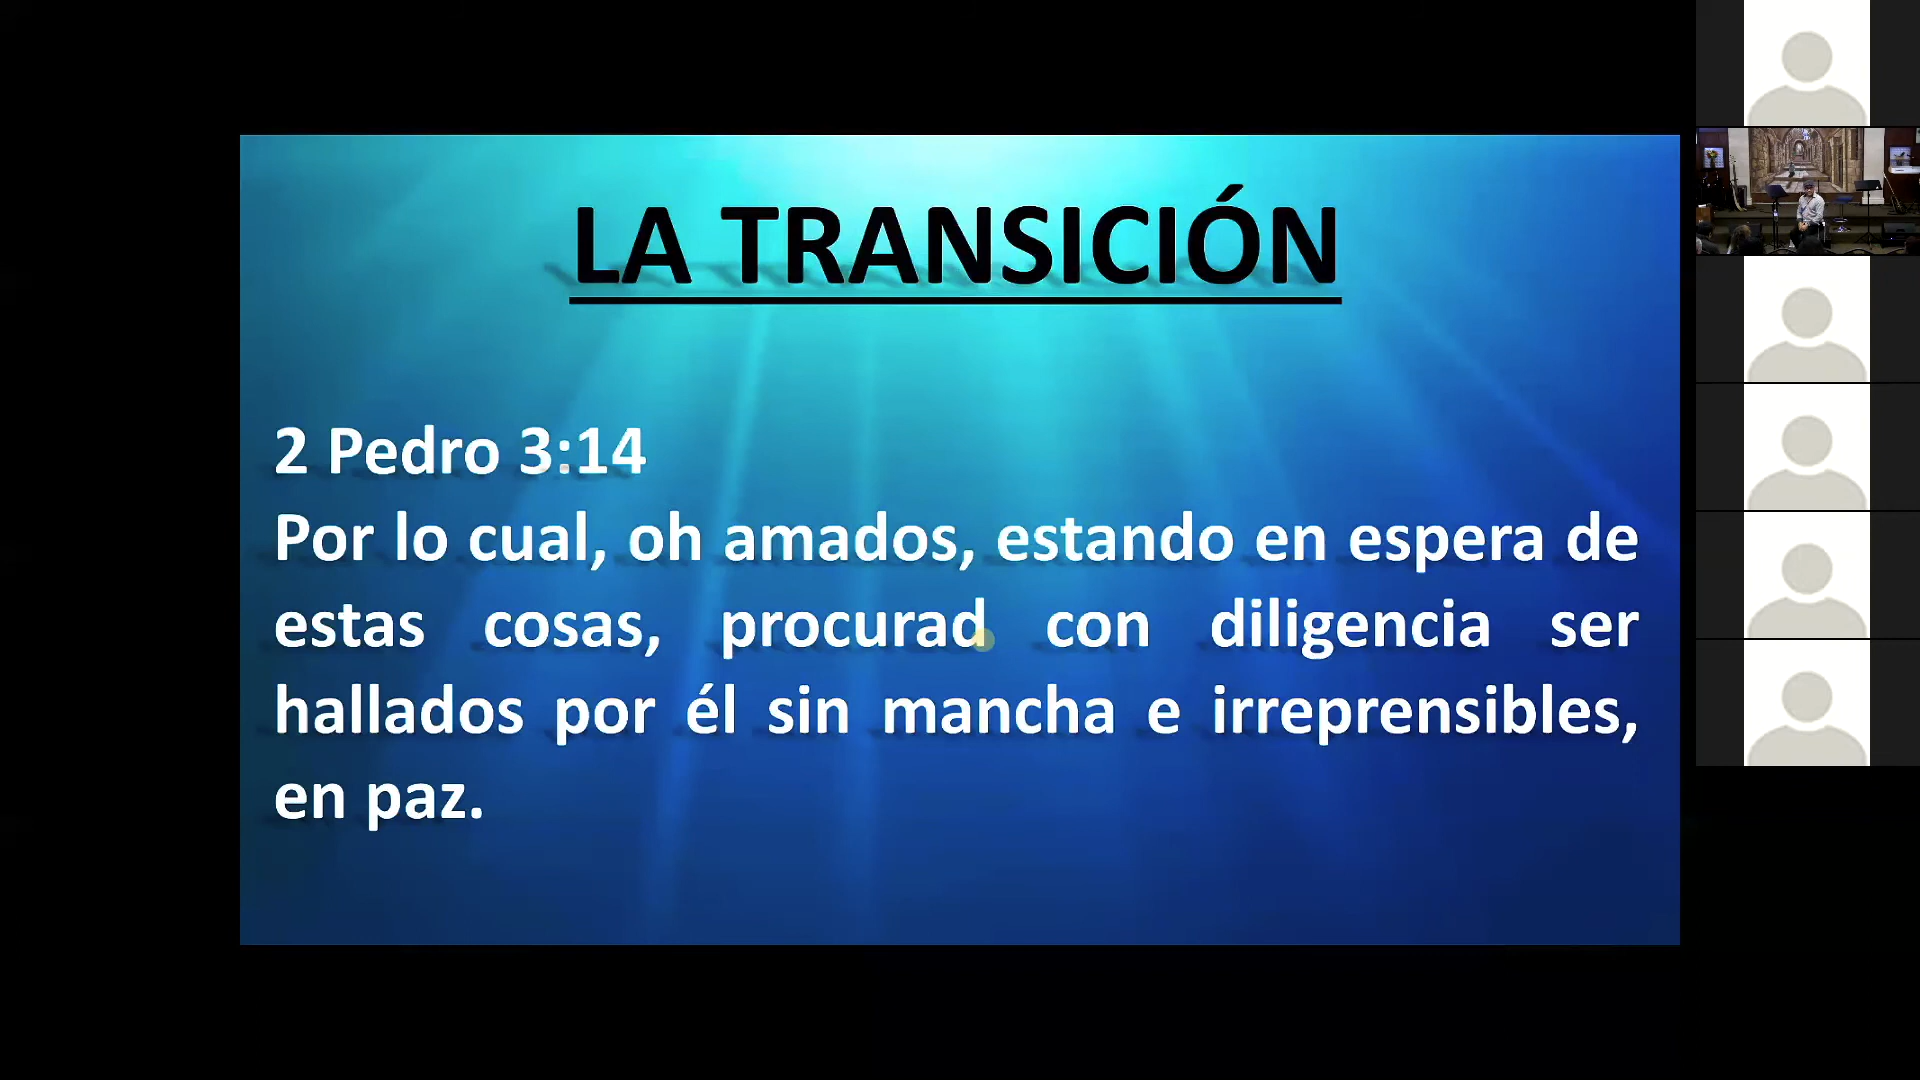 LA TRANSICIÓN
2 Pedro 3:14
Por lo cual, oh amados, estando en espera de
estas cosas, procurad con diligencia ser
hallados por él sin mancha e irreprensibles,
en paz.